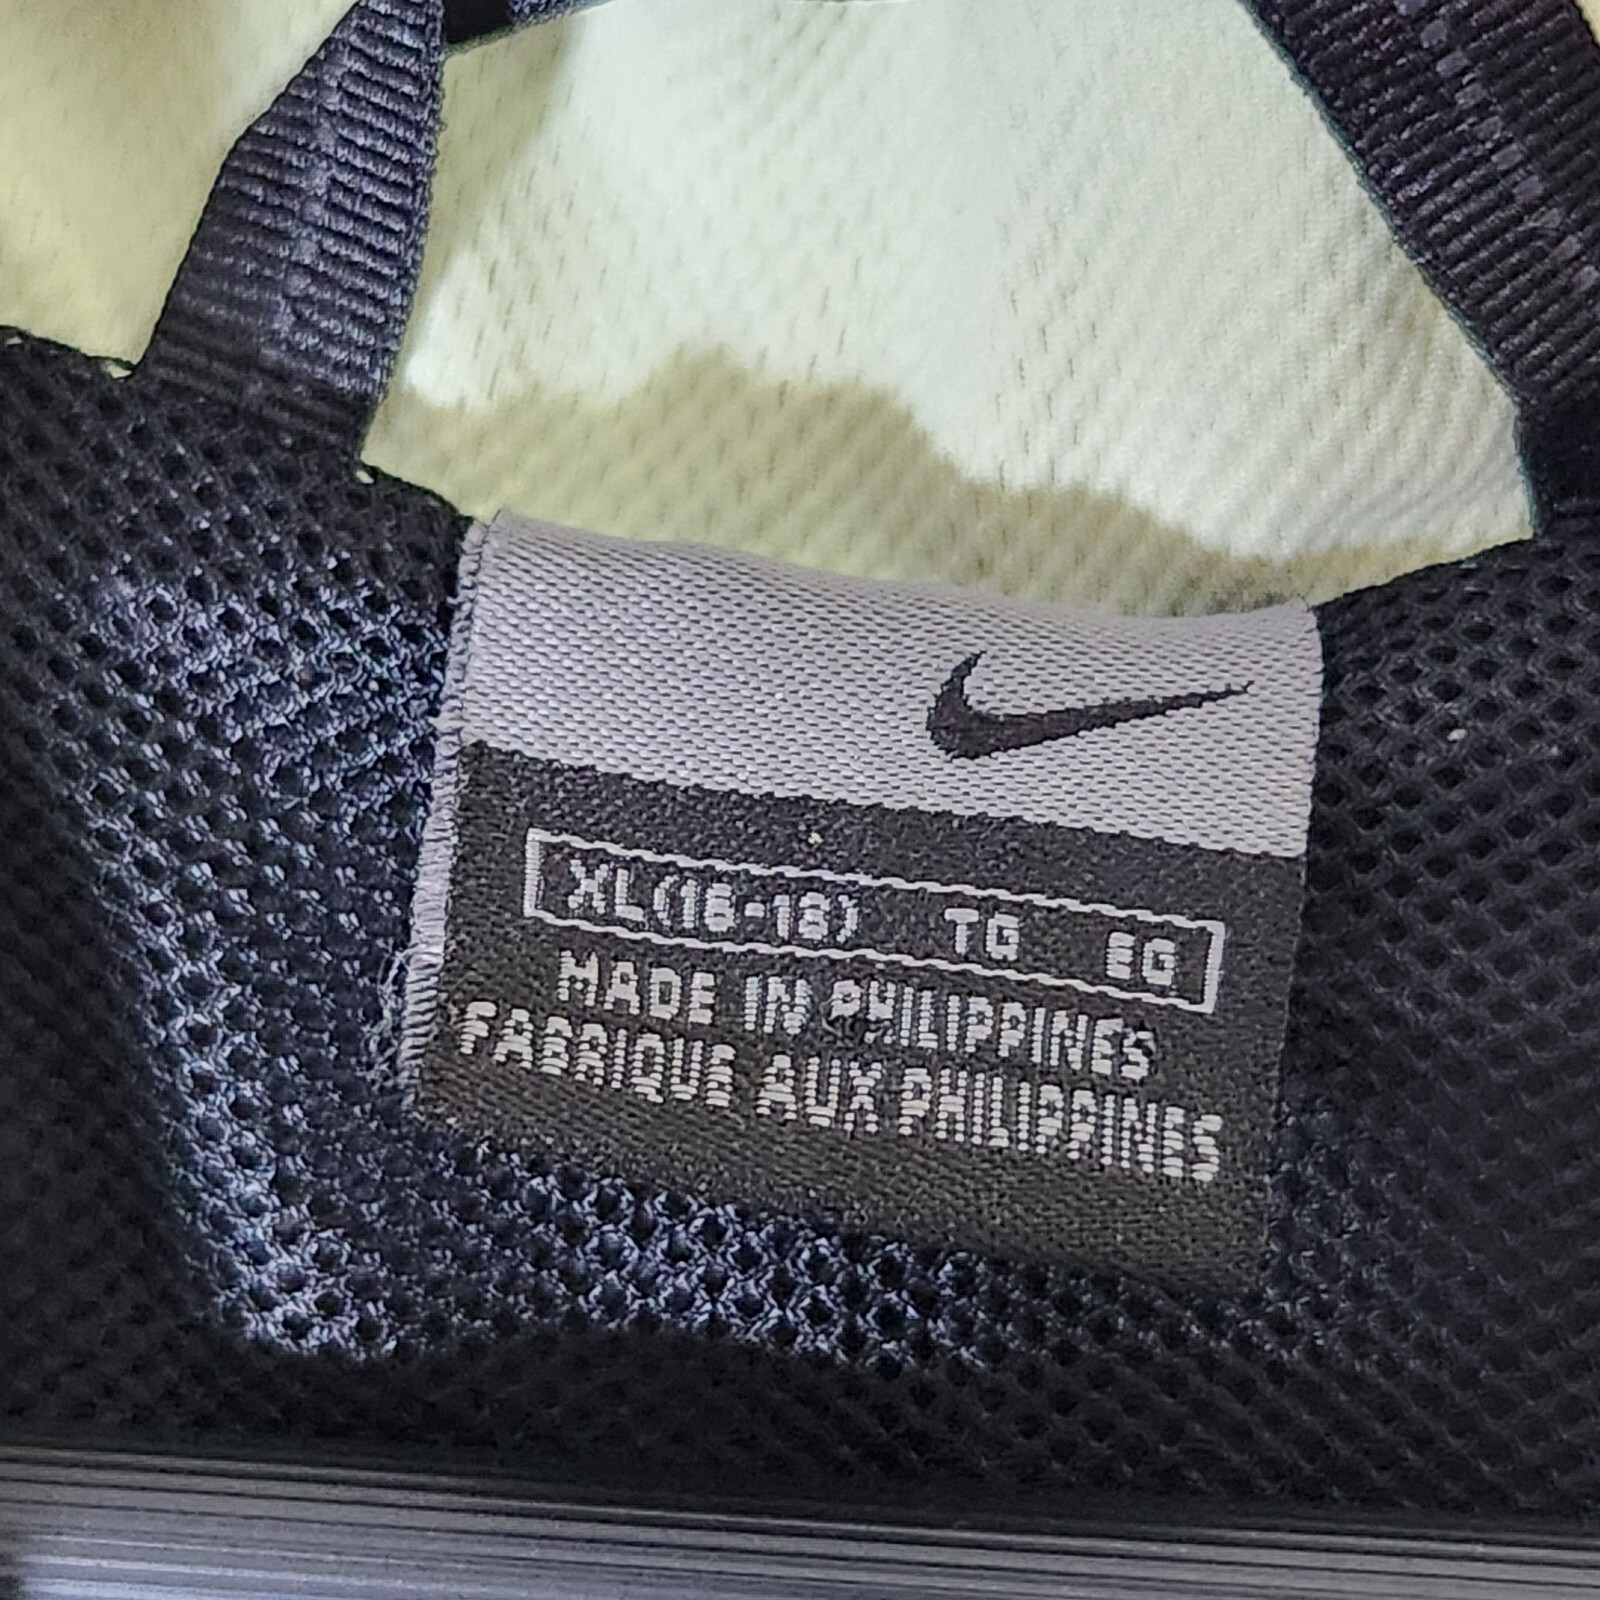 XL(16-18) TG EG
MADE IN PHILIPPINES
FABRIQUE AUX PHILIPPINES